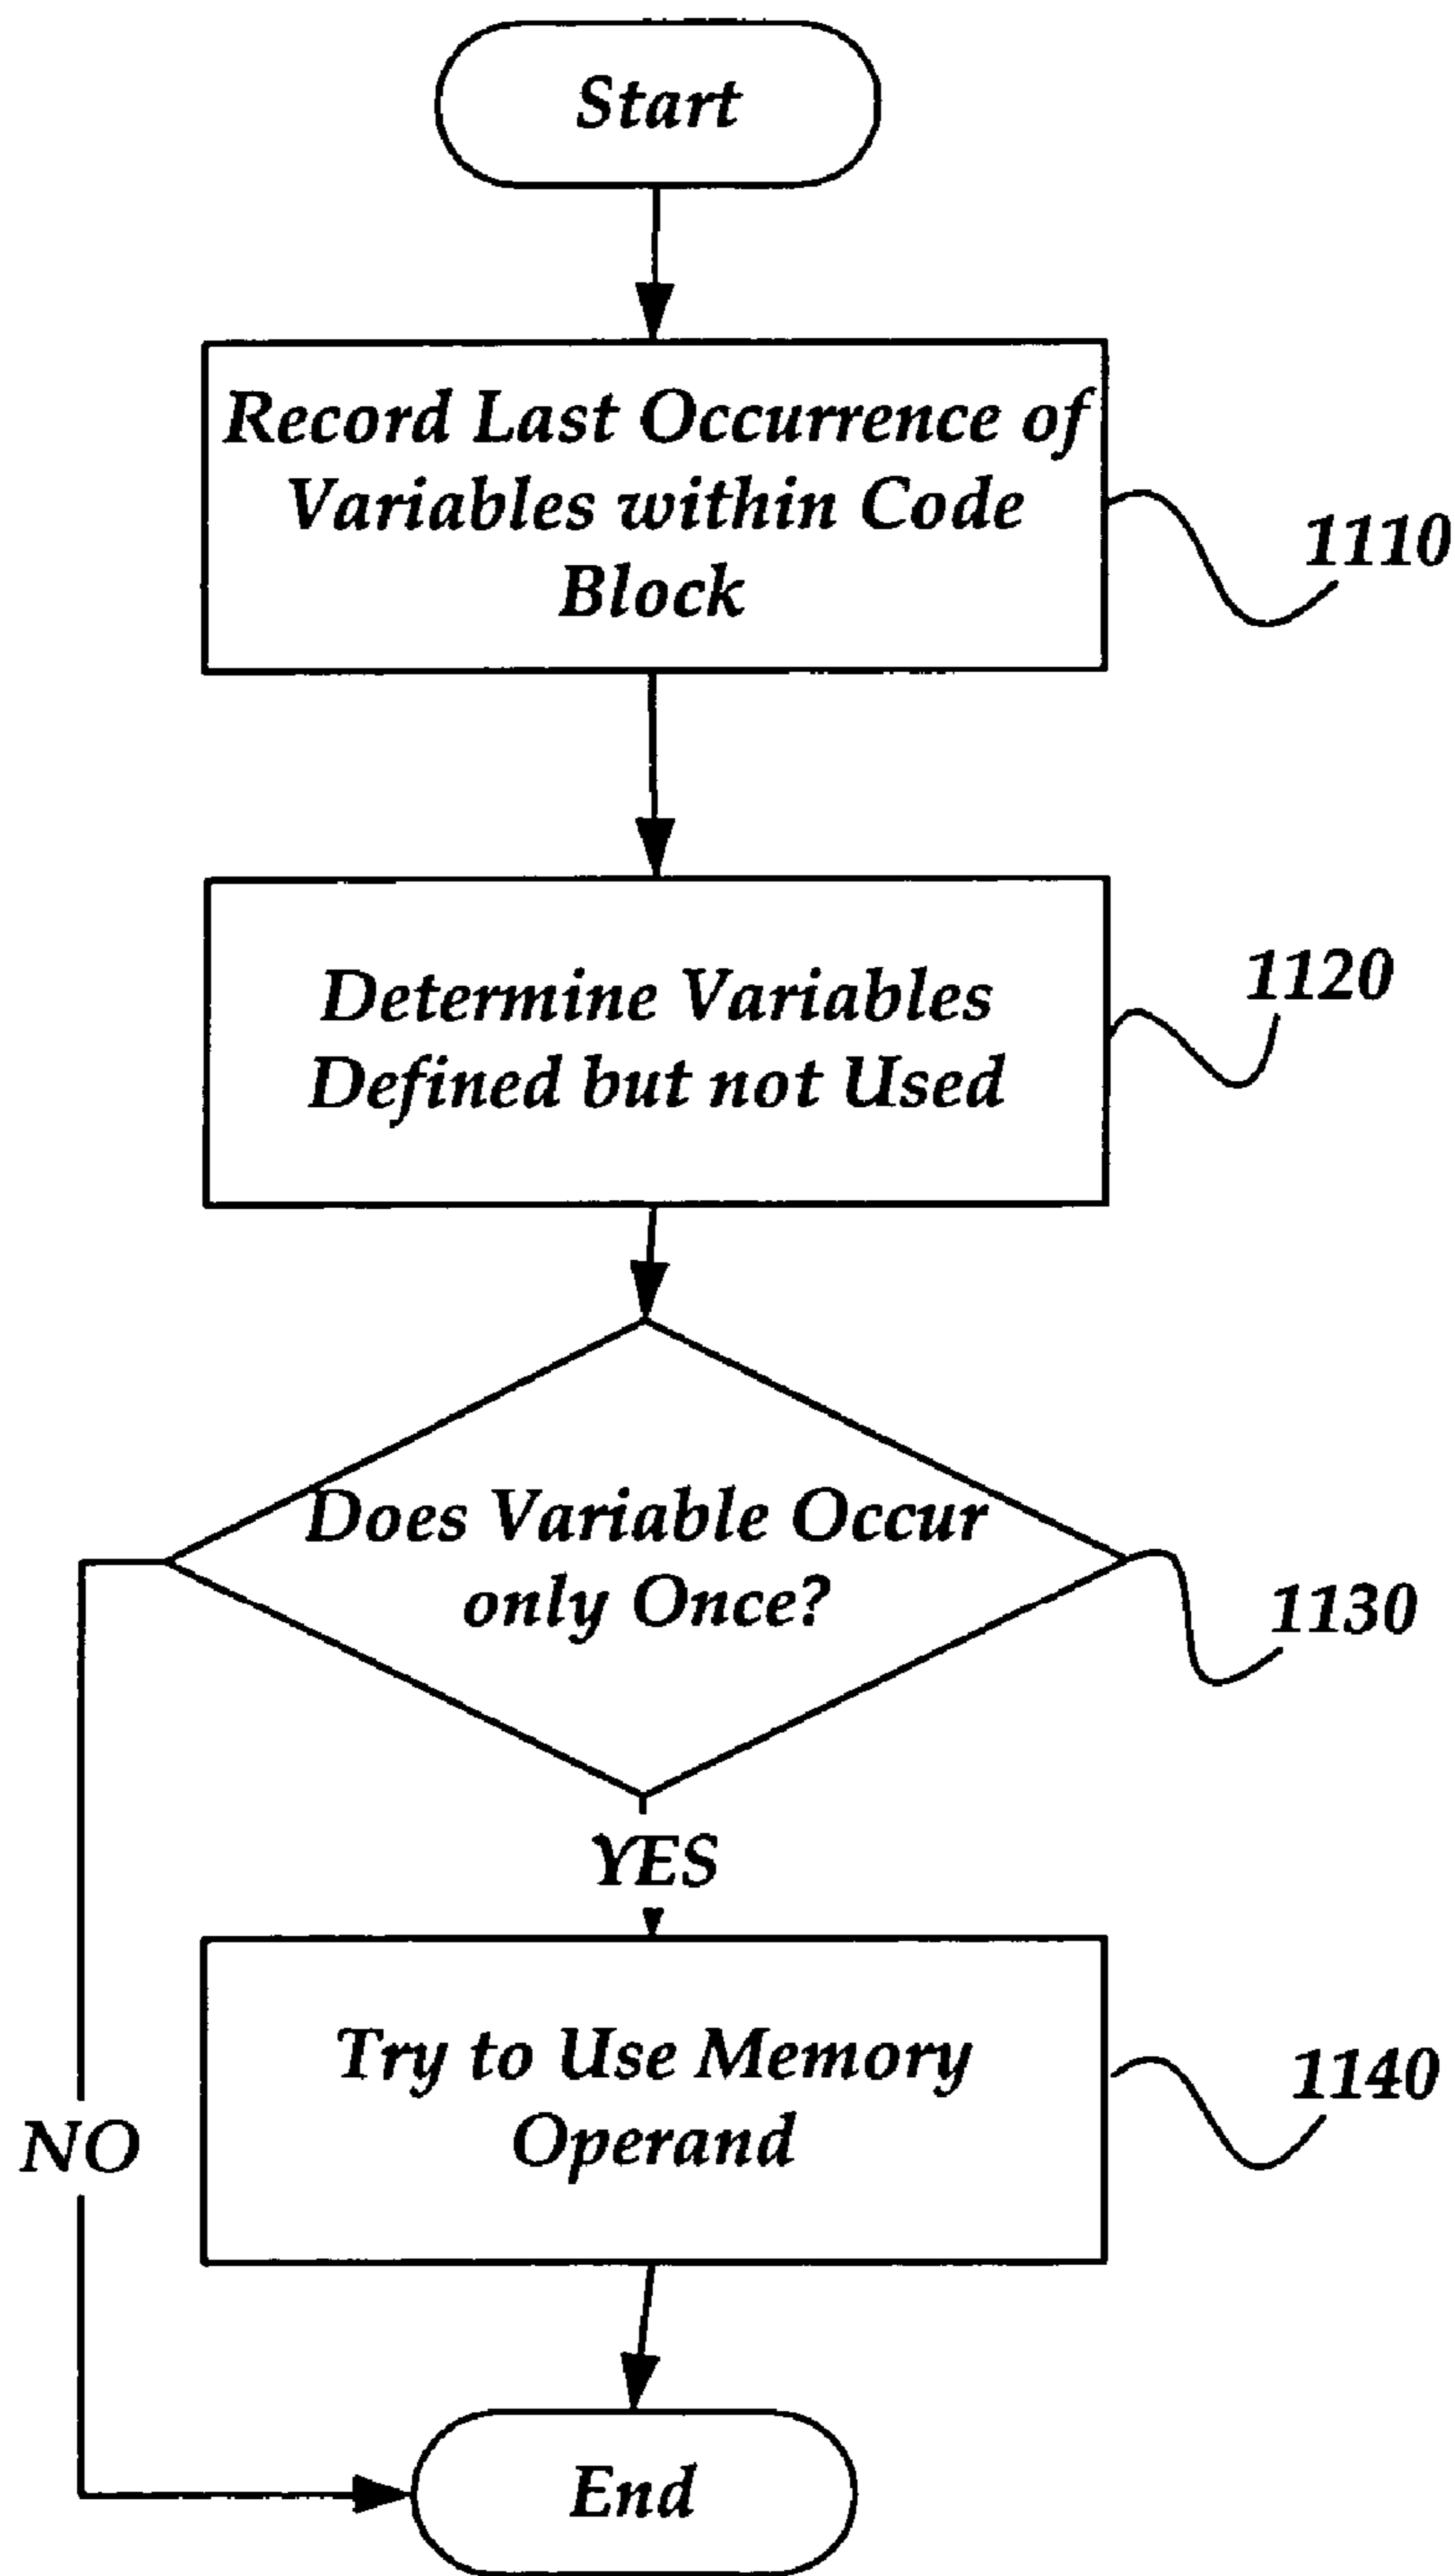 Start
Record Last Occurrence of
Variables within Code
Block
1110
Determine Variables
Defined but not Used
1120
Does Variable Occur
only Once?
1130
YES
Try to Use Memory
Operand
1140
NO
End